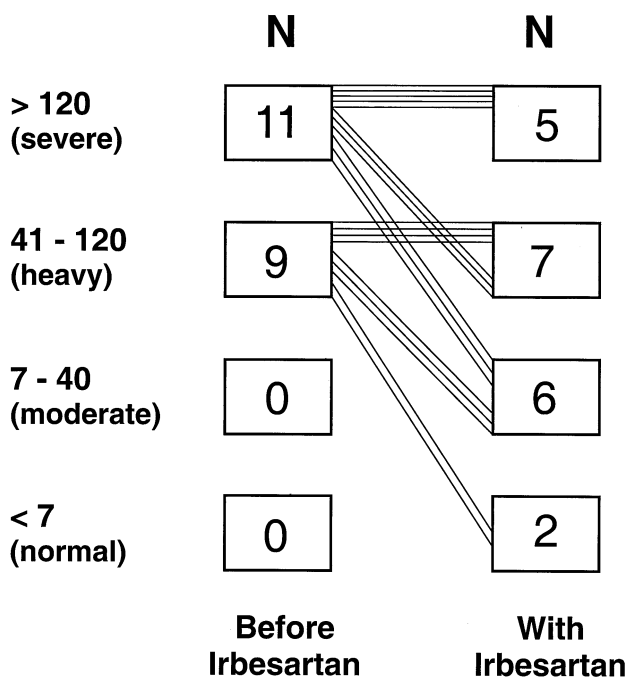 N N
> 120
(severe)
11 5
41 - 120
(heavy)
9 7
7 - 40
(moderate)
0 6
< 7
(normal)
0 2
Before With
Irbesartan Irbesartan